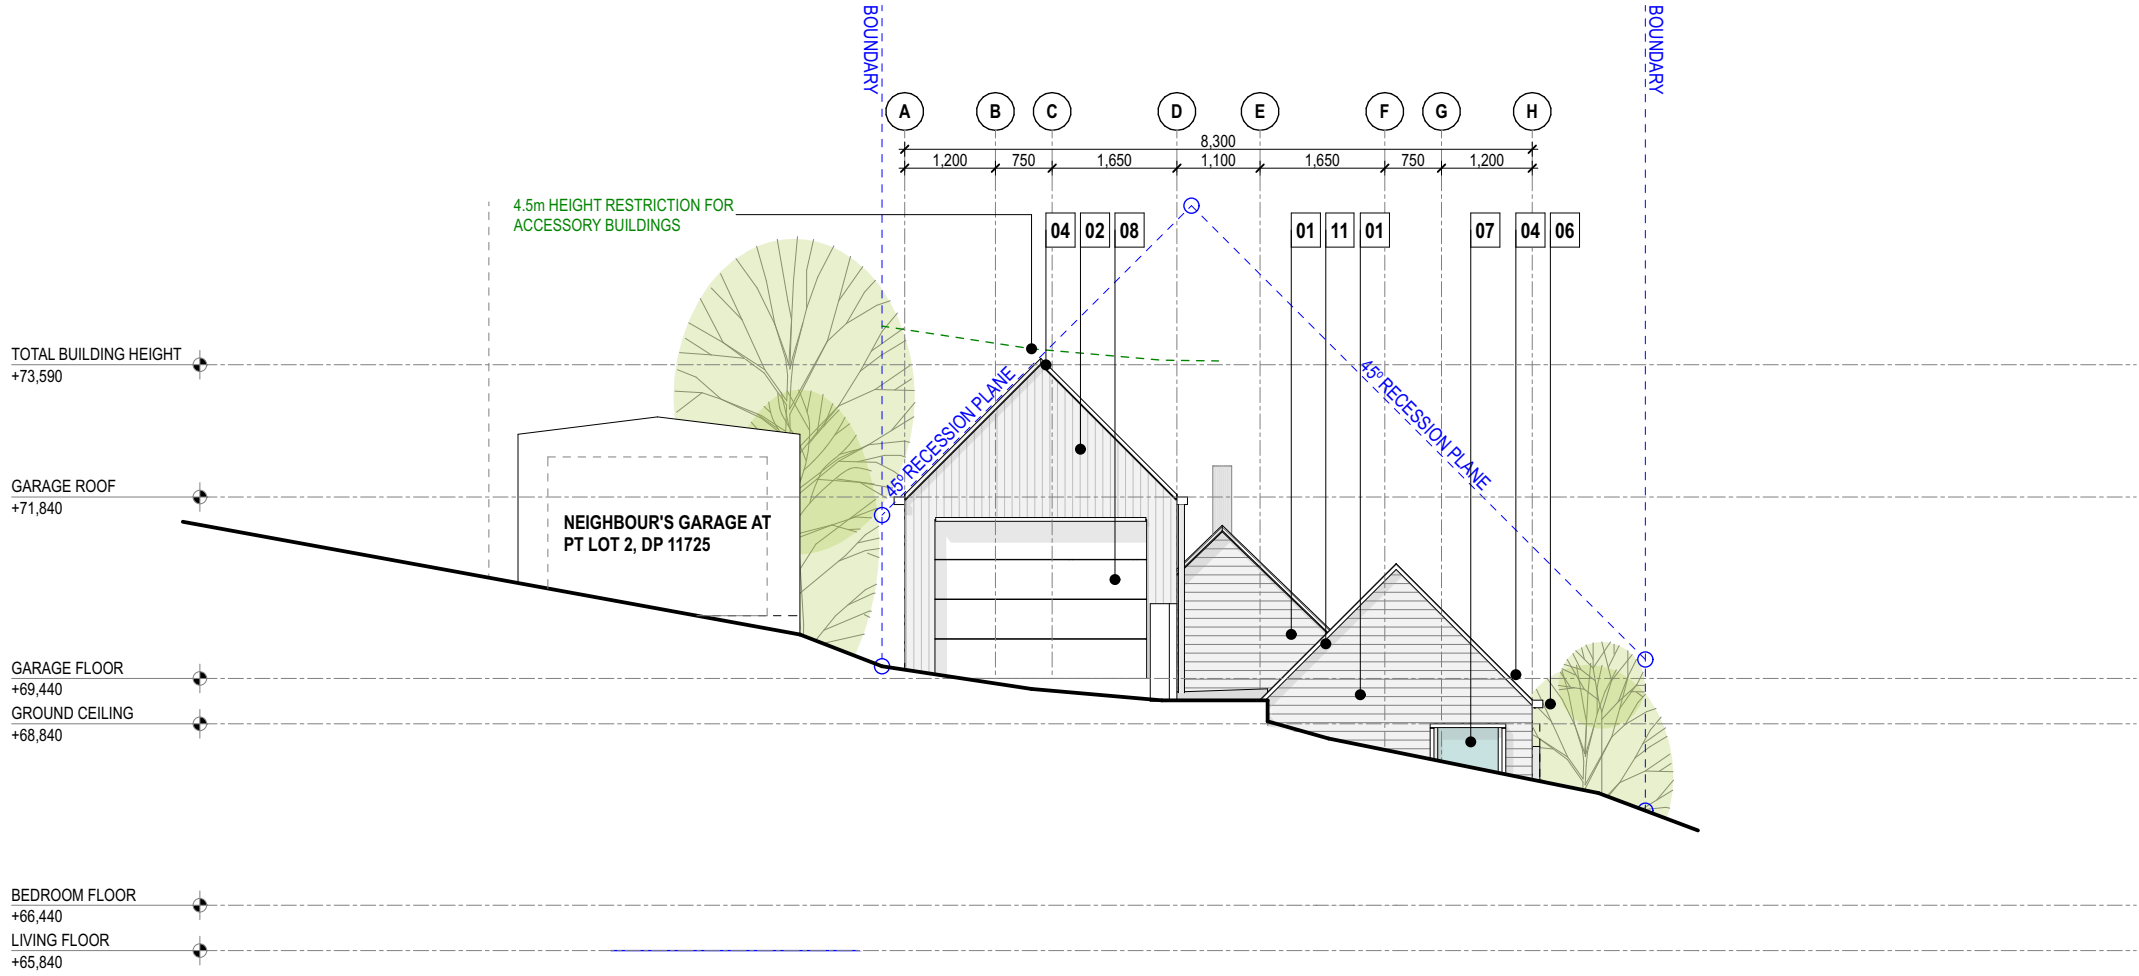 BOUNDARY
BOUNDARY
A B C D E F G H
8,300
1,200 750 1,650 1,100 1,650 750 1,200
4.5m HEIGHT RESTRICTION FOR
ACCESSORY BUILDINGS
04 02 08 01 11 01 07 04 06
TOTAL BUILDING HEIGHT
+73,590
45º RECESSION PLANE
45º RECESSION PLANE
GARAGE ROOF
+71,840
NEIGHBOUR'S GARAGE AT
PT LOT 2, DP 11725
GARAGE FLOOR
+69,440
GROUND CEILING
+68,840
BEDROOM FLOOR
+66,440
LIVING FLOOR
+65,840